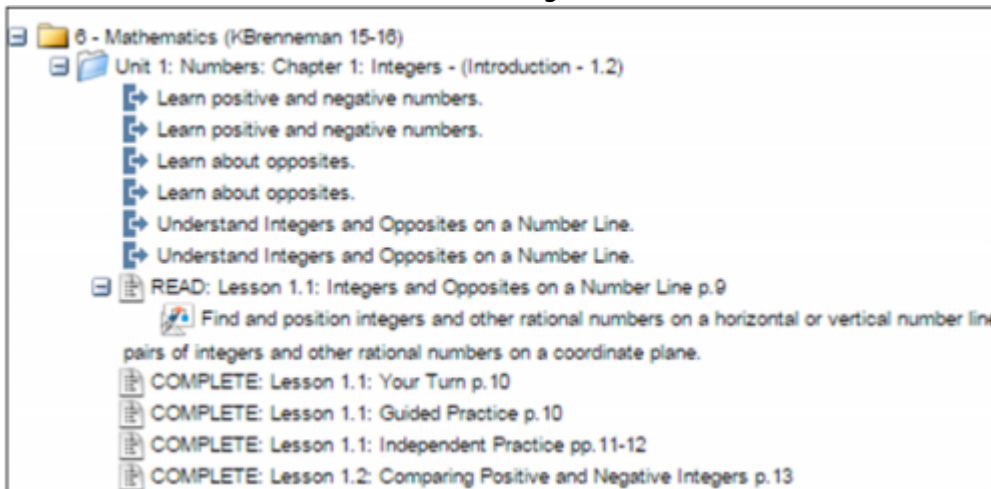 6 - Mathematics (KBrenneman 15-16)
Unit 1: Numbers: Chapter 1: Integers - (Introduction - 1.2)
Learn positive and negative numbers.
Learn positive and negative numbers.
Learn about opposites.
Learn about opposites.
Understand Integers and Opposites on a Number Line.
Understand Integers and Opposites on a Number Line.
READ: Lesson 1.1: Integers and Opposites on a Number Line p.9
Find and position integers and other rational numbers on a horizontal or vertical number line
pairs of integers and other rational numbers on a coordinate plane.
COMPLETE: Lesson 1.1: Your Turn p.10
COMPLETE: Lesson 1.1: Guided Practice p.10
COMPLETE: Lesson 1.1: Independent Practice pp.11-12
COMPLETE: Lesson 1.2: Comparing Positive and Negative Integers p.13